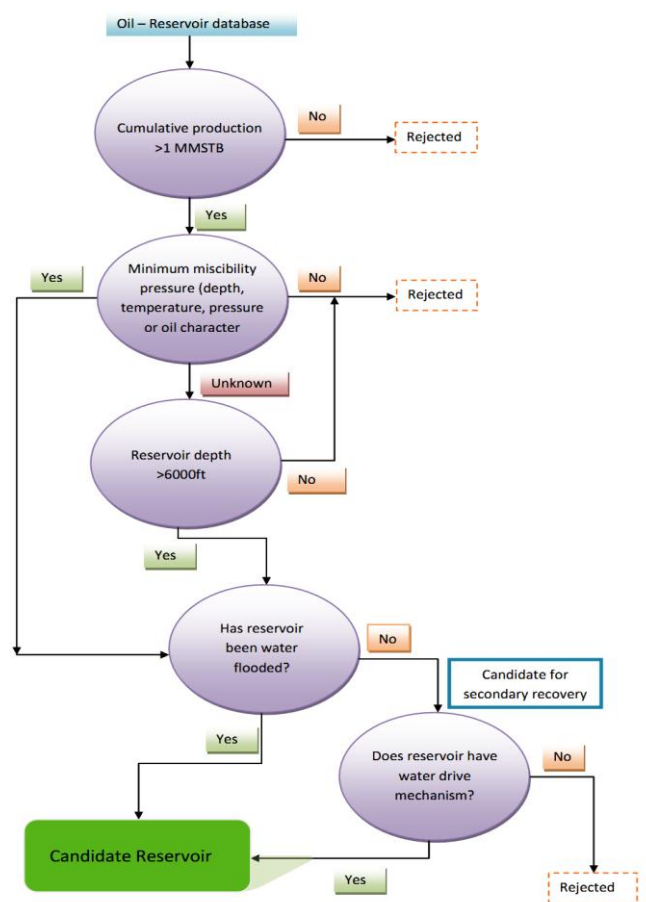 Oil – Reservoir database
No
Cumulative production
>1 MMSTB
Rejected
Yes
Yes
Minimum miscibility
pressure (depth,
temperature, pressure
or oil character
No
Rejected
Unknown
Reservoir depth
>6000ft
No
Yes
Has reservoir
been water
flooded?
No
Candidate for
secondary recovery
Yes
Does reservoir have
water drive
mechanism?
No
Candidate Reservoir
Yes
Rejected